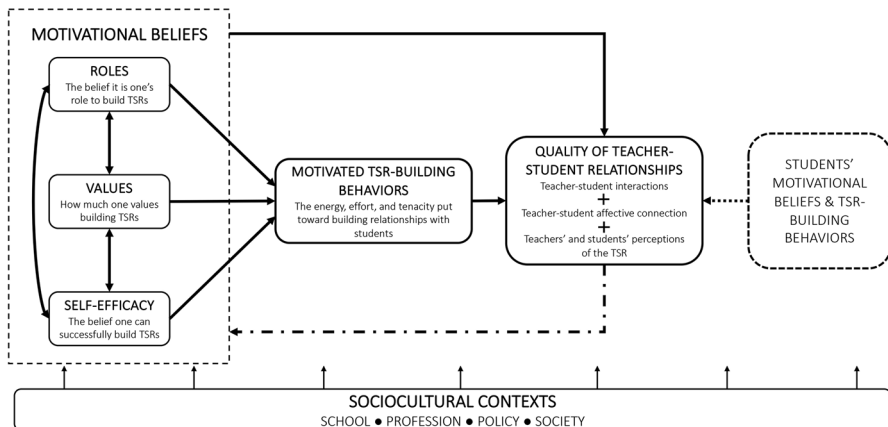 MOTIVATIONAL BELIEFS
ROLES
The belief it is one's
role to build TSRs
VALUES
How much one values
building TSRs
SELF-EFFICACY
The belief one can
successfully build TSRs
MOTIVATED TSR-BUILDING
BEHAVIORS
The energy, effort, and tenacity put
toward building relationships with
students
QUALITY OF TEACHER-
STUDENT RELATIONSHIPS
Teacher-student interactions
+
Teacher-student affective connection
+
Teachers' and students' perceptions
of the TSR
STUDENTS'
MOTIVATIONAL
BELIEFS & TSR-
BUILDING
BEHAVIORS
SOCIOCULTURAL CONTEXTS
SCHOOL ● PROFESSION ● POLICY ● SOCIETY